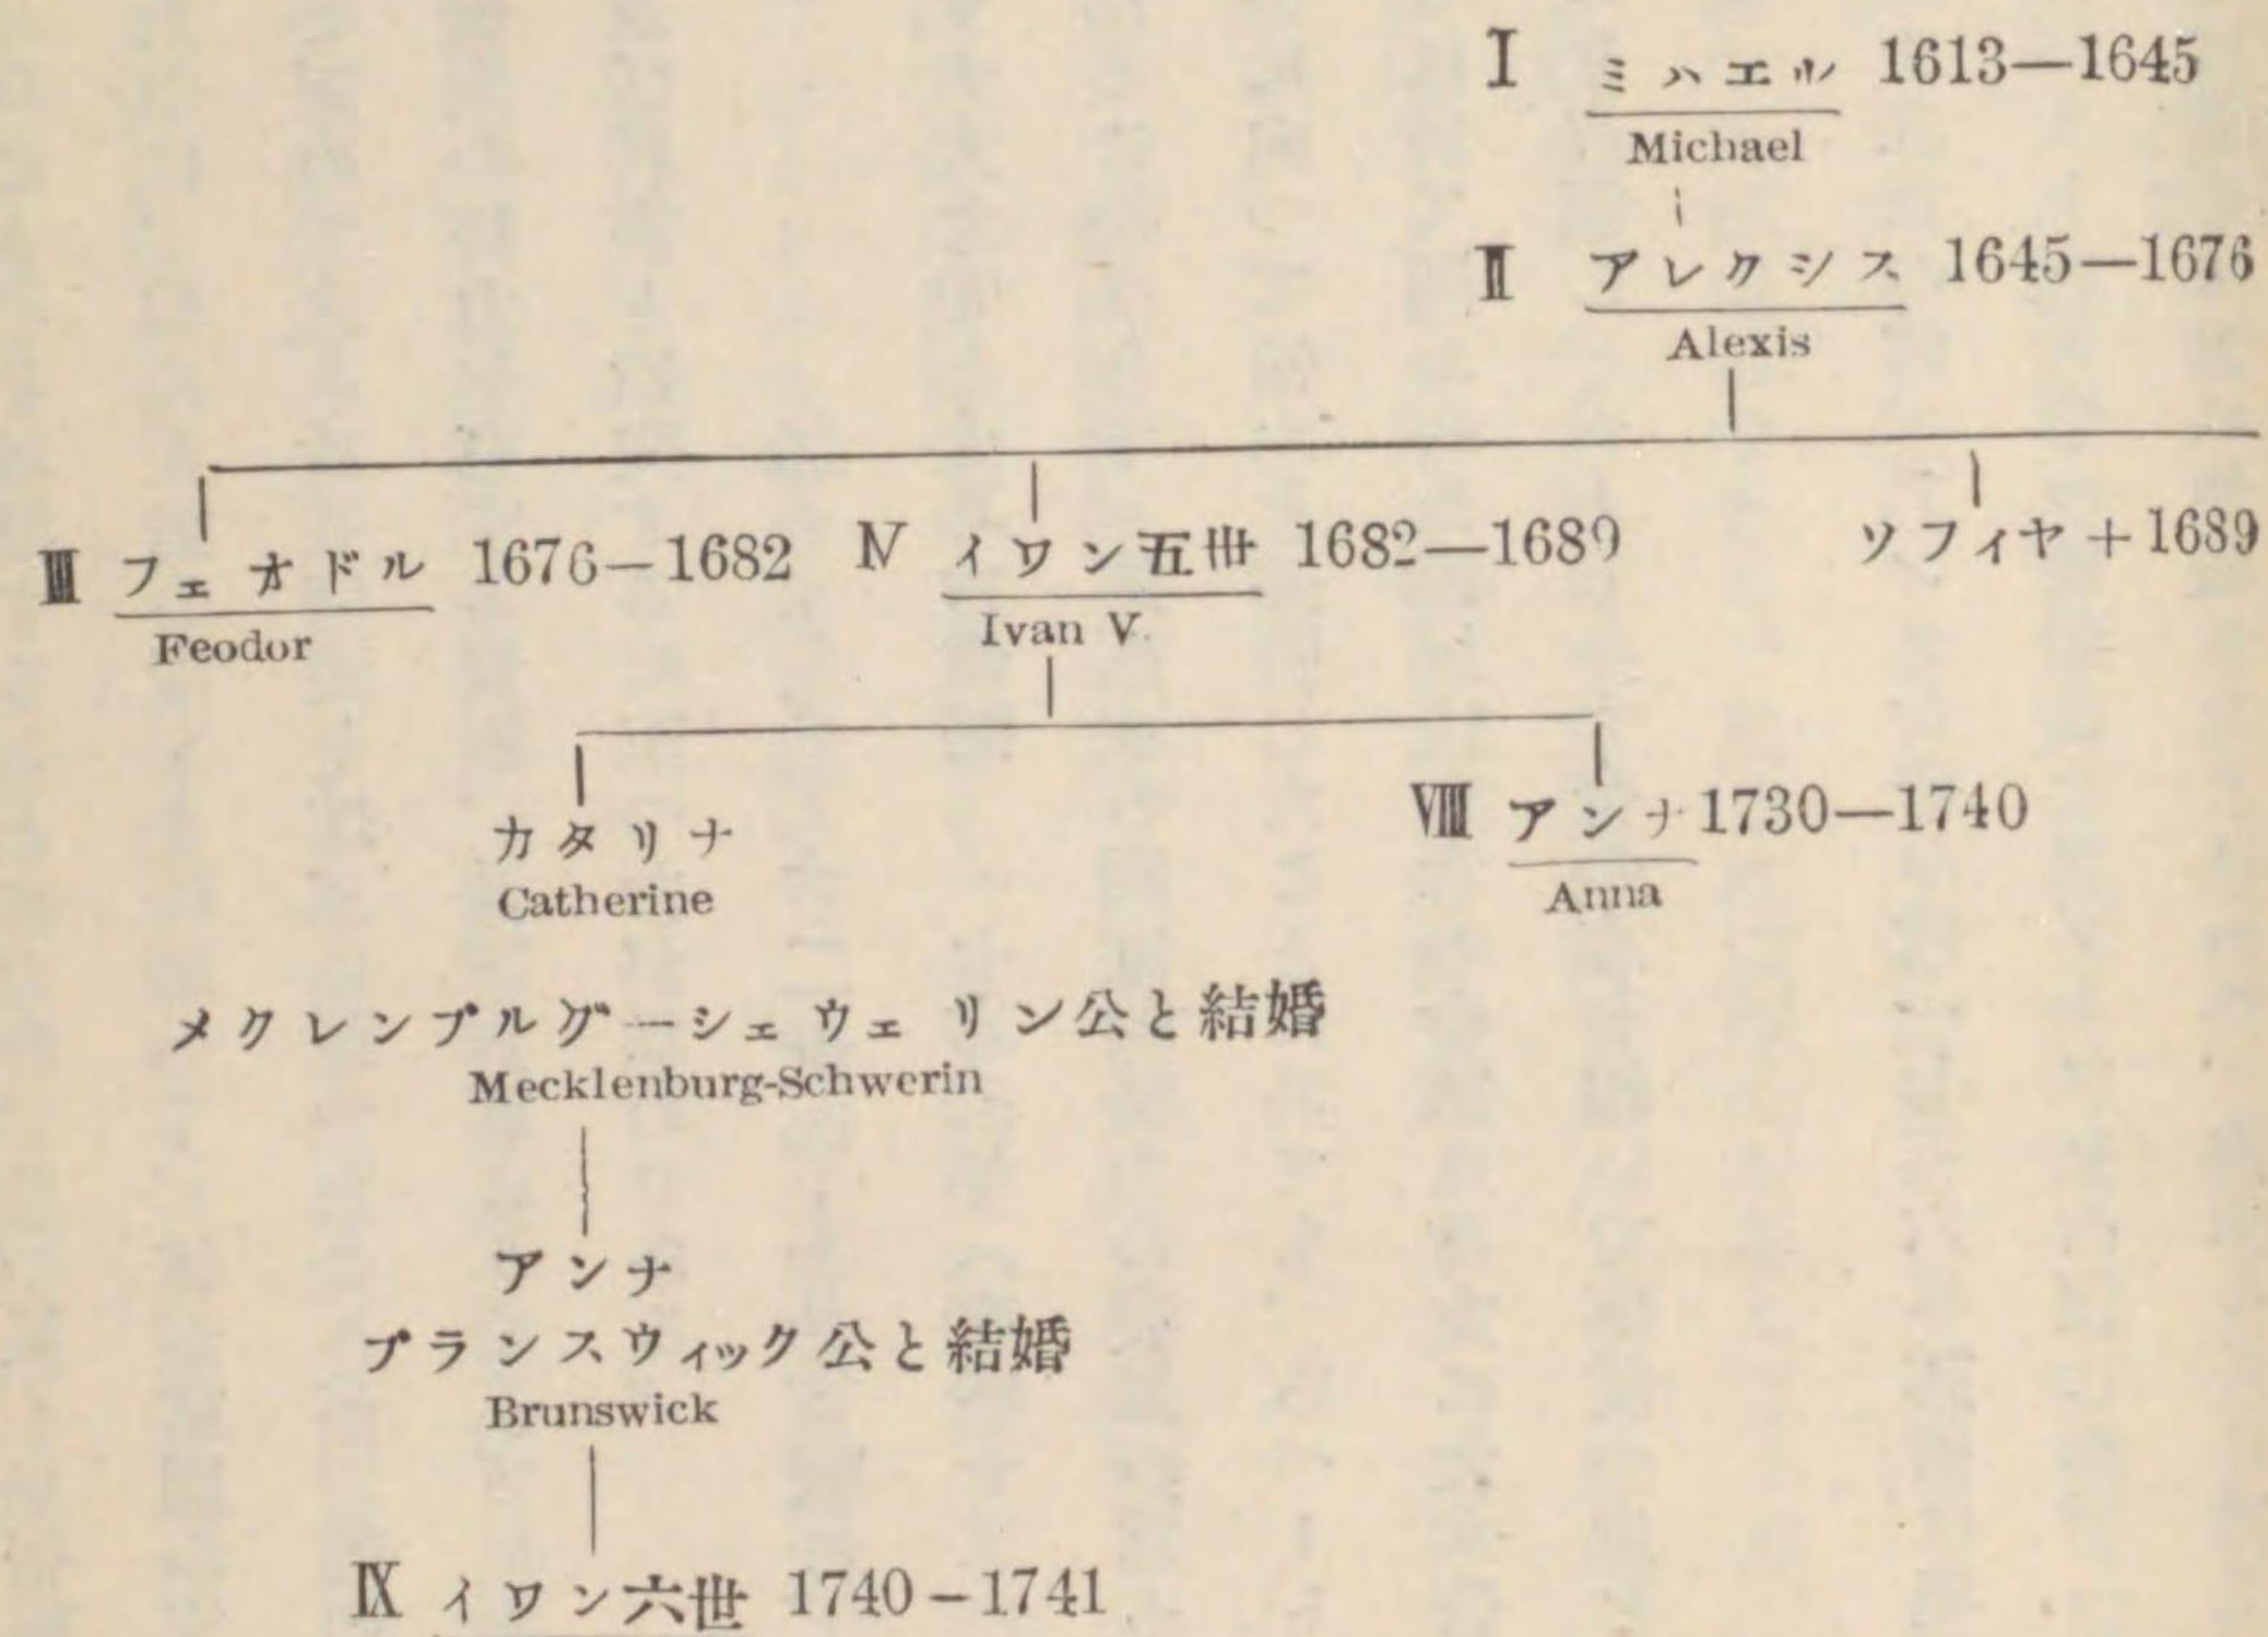 I ミハエル 1613—1645
Michael
II アレクシス 1645—1676
Alexis
III フェオドル 1676—1682 IV イワン五世 1682—1689 ソフィヤ+1689
Feodor Ivan V.
カタリナ VIII アンナ 1730—1740
Catherine Anna
メクレンブルグーシェウェリン公と結婚
Mecklenburg-Schwerin
アンナ
ブランスウィック公と結婚
Brunswick
IX イワン六世 1740—1741